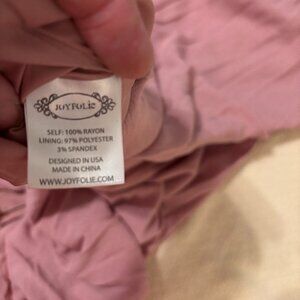 JOYFOLIE
SELF: 100% RAYON
LINING: 97% POLYESTER
3% SPANDEX
DESIGNED IN USA
MADE IN CHINA
WWW.JOYFOLIE.COM